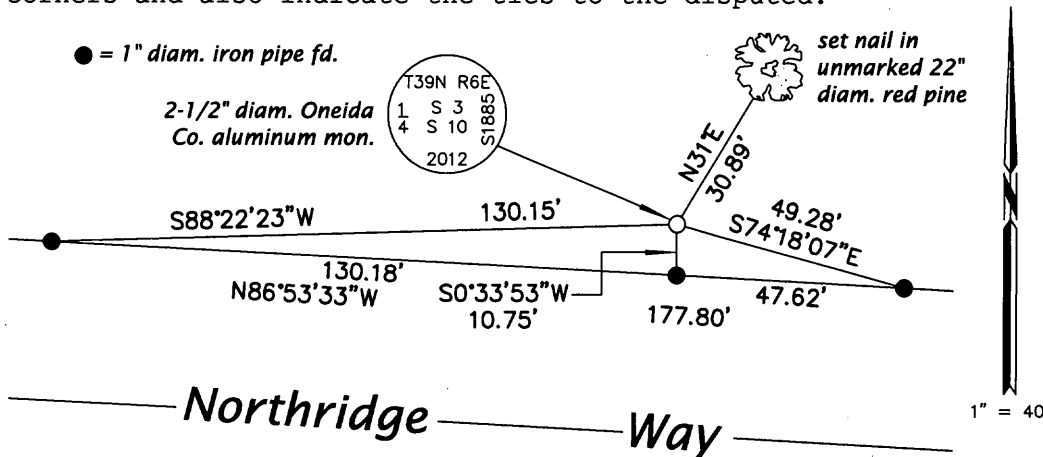 corners and also indicate the ties to the disputed.
● = 1" diam. iron pipe fd.
2-1/2" diam. Oneida
Co. aluminum mon.
T39N R6E
1 S 3
4 S 10
S1885
2012
set nail in
unmarked 22"
diam. red pine
N31°E
30.89'
S88°22'23"W
130.15'
49.28'
S74°18'07"E
130.18'
N86°53'33"W
S0°33'53"W
10.75'
47.62'
177.80'
N
1" = 40
Northridge Way